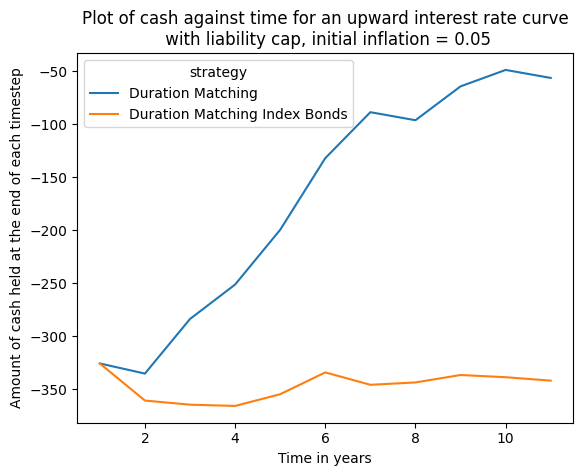 Plot of cash against time for an upward interest rate curve
with liability cap, initial inflation = 0.05
strategy
Duration Matching
Duration Matching Index Bonds
Amount of cash held at the end of each timestep
−50
−100
−150
−200
−250
−300
−350
2
4
6
8
10
Time in years